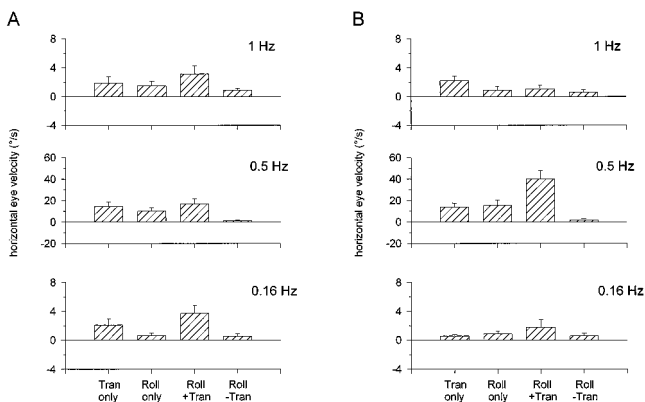 A
B
8
1 Hz
4
0
-4
8
1 Hz
4
0
-4
horizontal eye velocity (°/s)
60
0.5 Hz
40
20
0
-20
horizontal eye velocity (°/s)
60
0.5 Hz
40
20
0
-20
8
0.16 Hz
4
0
-4
8
0.16 Hz
4
0
-4
Tran Roll Roll Roll
only only +Tran -Tran
Tran Roll Roll Roll
only only +Tran -Tran